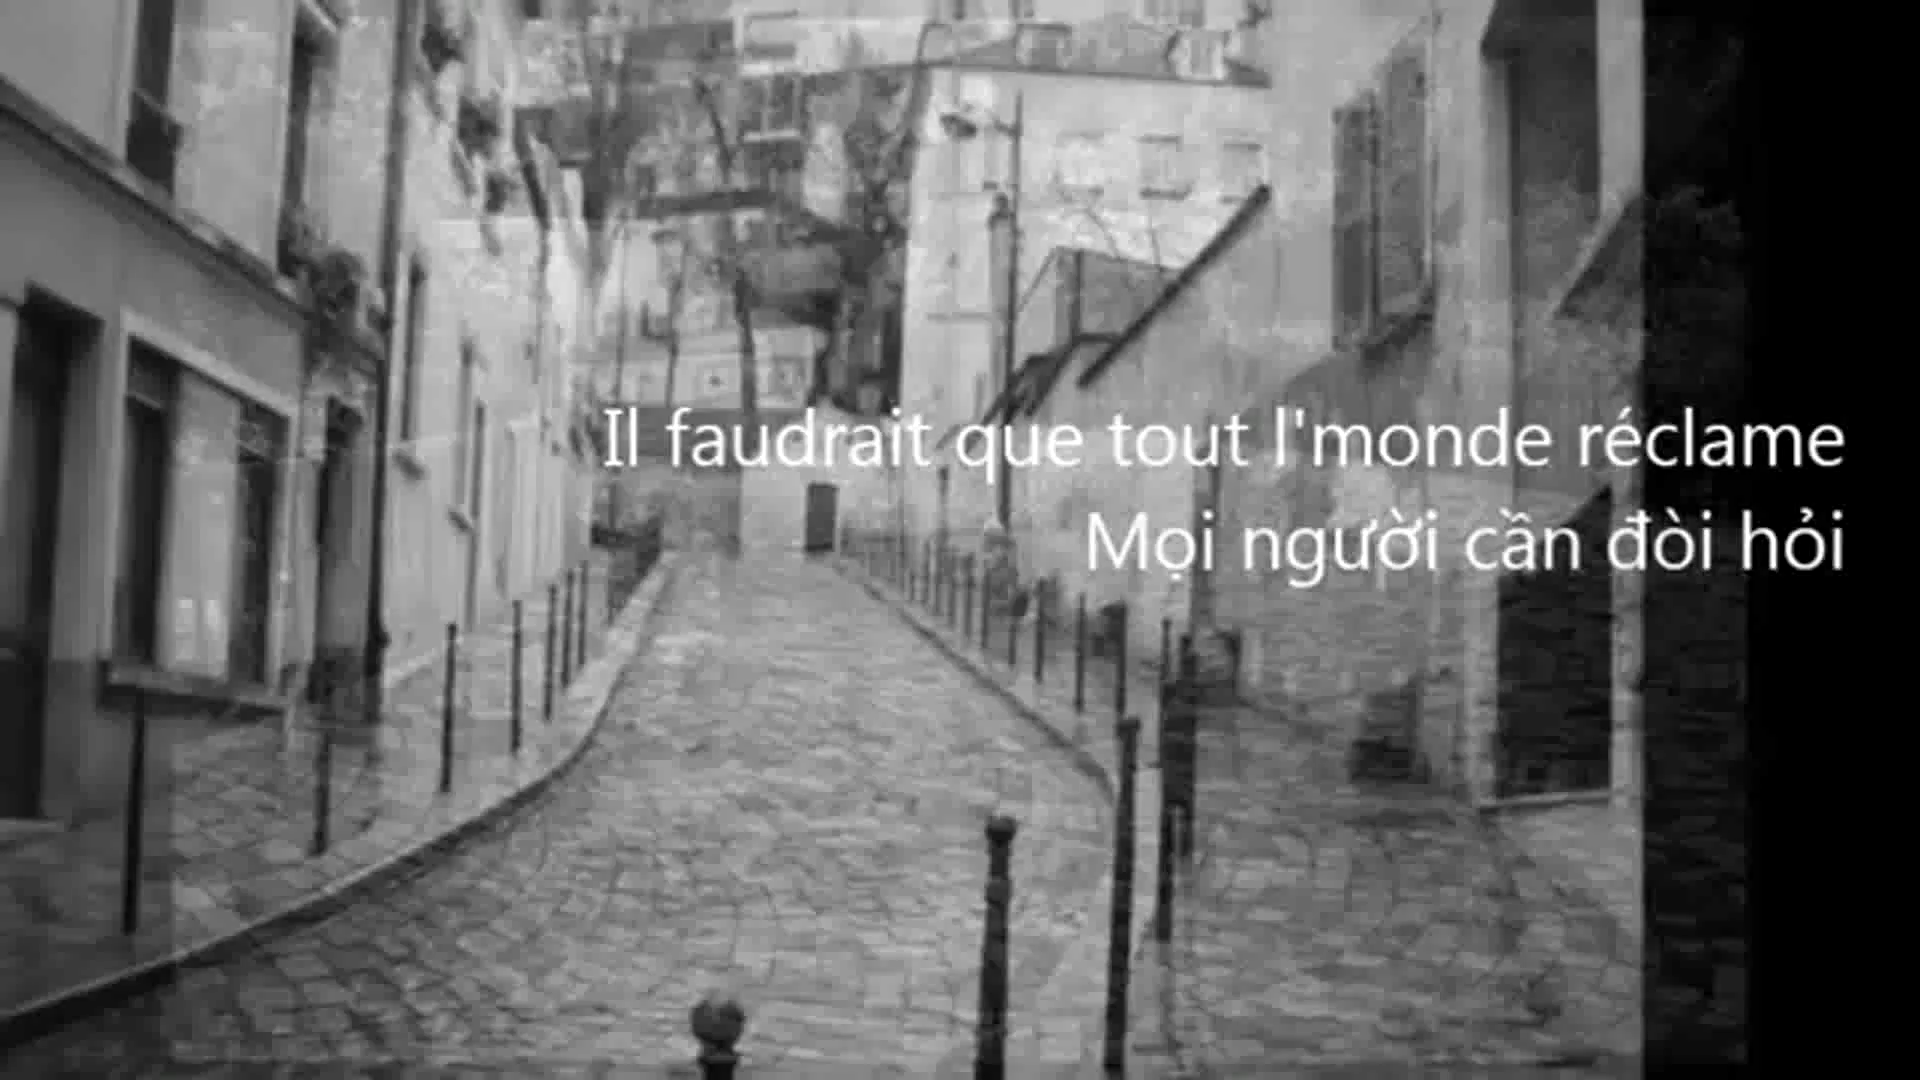 Il faudrait que tout l'monde réclame
Mọi người cần đòi hỏi